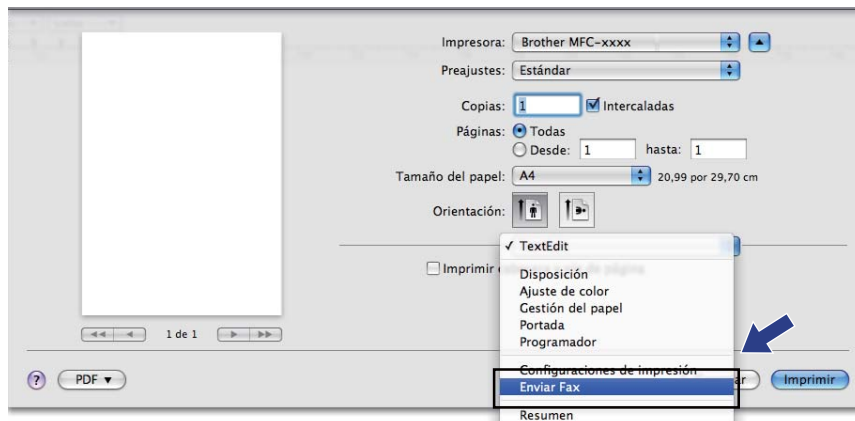 Impresora: Brother MFC-xxxx
Preajustes: Estándar
Copias: 1 Intercaladas
Páginas: Todas
Desde: 1 hasta: 1
Tamaño del papel: A4 20,99 por 29,70 cm
Orientación:
✓ TextEdit
Imprimir
Disposición
Ajuste de color
Gestión del papel
Portada
Programador
1 de 1
Configuraciones de impresión
? PDF ▼ Imprimir
Enviar Fax
Resumen